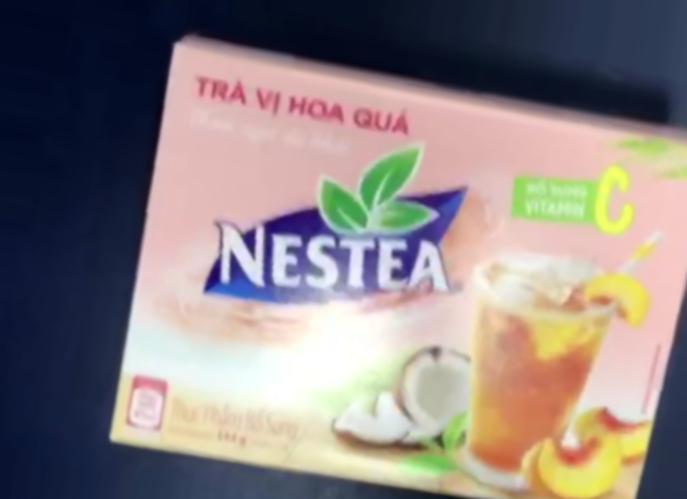 TRÀ VỊ HOA QUẢ
NESTEA
BỔ SUNG
VITAMIN C
Thực Phẩm Bổ Sung